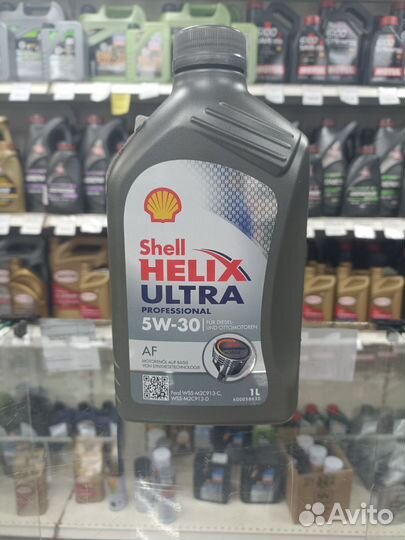 Shell
HELIX
ULTRA
PROFESSIONAL
5W-30
FÜR DIESEL-
UND OTTOMOTOREN
AF
MOTORENÖL AUF BASIS
VON SYNTHESETECHNOLOGIE
Ford WSS-M2C913-C,
WSS-M2C913-D
1L
Avito